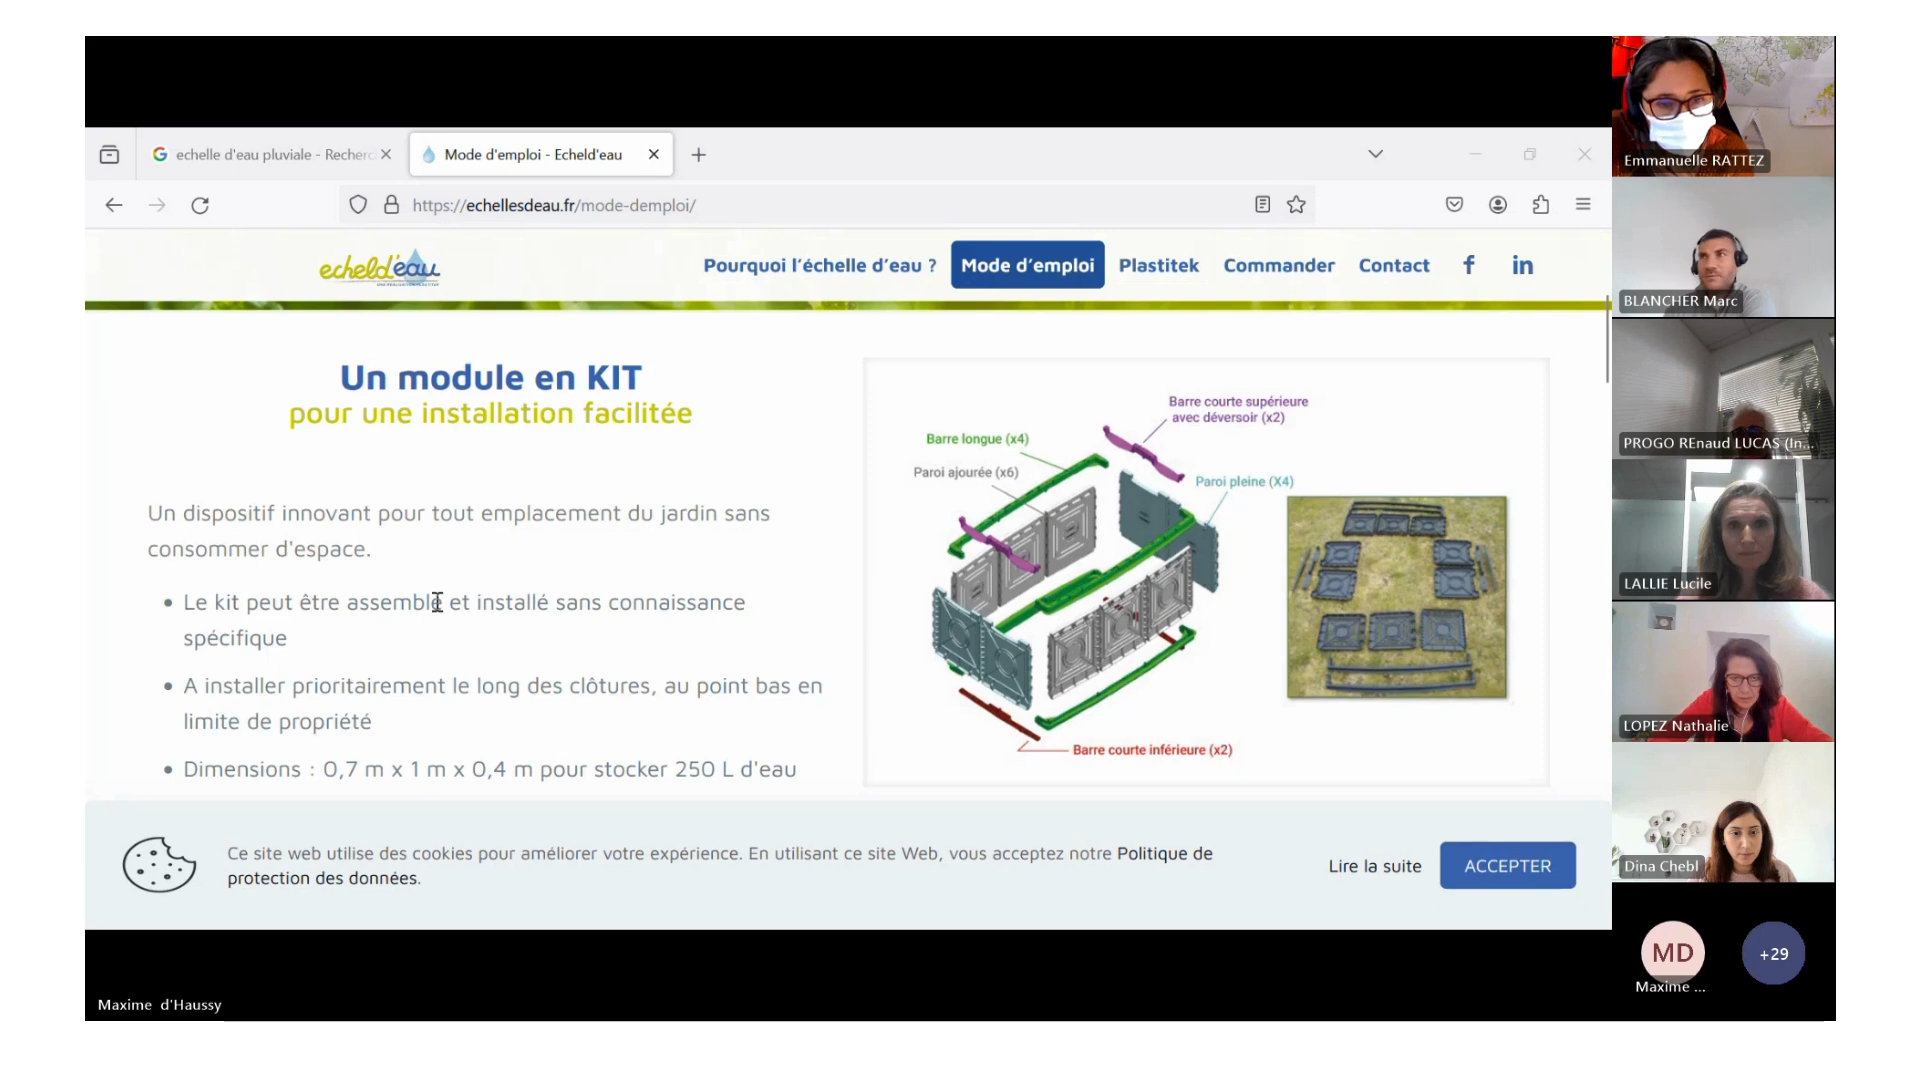 echelle d'eau pluviale - Recherc
Mode d'emploi - Echeld'eau
https://echellesdeau.fr/mode-demploi/
echeld'eau
Pourquoi l'échelle d'eau ?
Mode d'emploi
Plastitek
Commander
Contact
Un module en KIT
pour une installation facilitée
Un dispositif innovant pour tout emplacement du jardin sans
consommer d'espace.
• Le kit peut être assemblé et installé sans connaissance
spécifique
• A installer prioritairement le long des clôtures, au point bas en
limite de propriété
• Dimensions : 0,7 m x 1 m x 0,4 m pour stocker 250 L d'eau
Barre courte supérieure
avec déversoir (x2)
Barre longue (x4)
Paroi ajourée (x6)
Paroi pleine (X4)
Barre courte inférieure (x2)
Ce site web utilise des cookies pour améliorer votre expérience. En utilisant ce site Web, vous acceptez notre Politique de
protection des données.
Lire la suite
ACCEPTER
Maxime d'Haussy
Emmanuelle RATTEZ
BLANCHER Marc
PROGO REnaud LUCAS (In...
LALLIE Lucile
LOPEZ Nathalie
Dina Chebl
MD
+29
Maxime ...